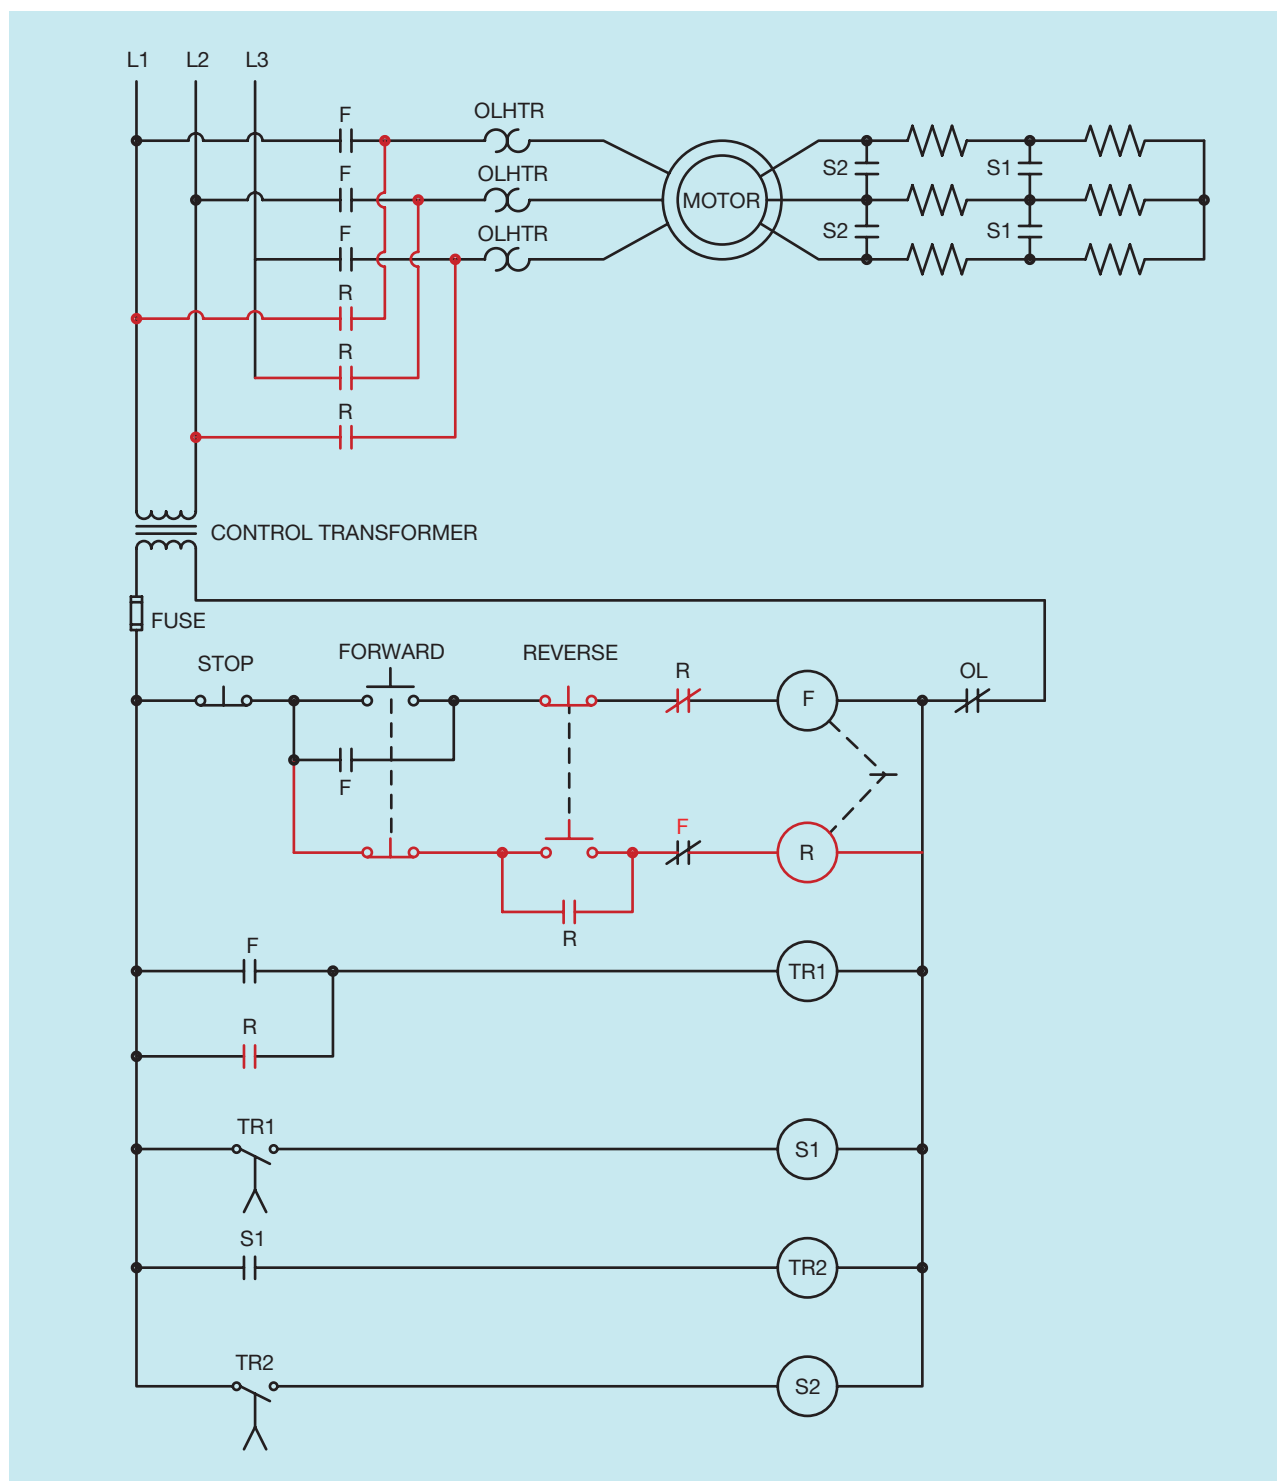 L1 L2 L3
F OLHTR
F OLHTR
S2 S1
MOTOR
F OLHTR
S2 S1
R
R
R
CONTROL TRANSFORMER
FUSE
STOP FORWARD REVERSE R OL
F
F
F
R
R
F
TR1
R
TR1
S1
S1
TR2
TR2
S2